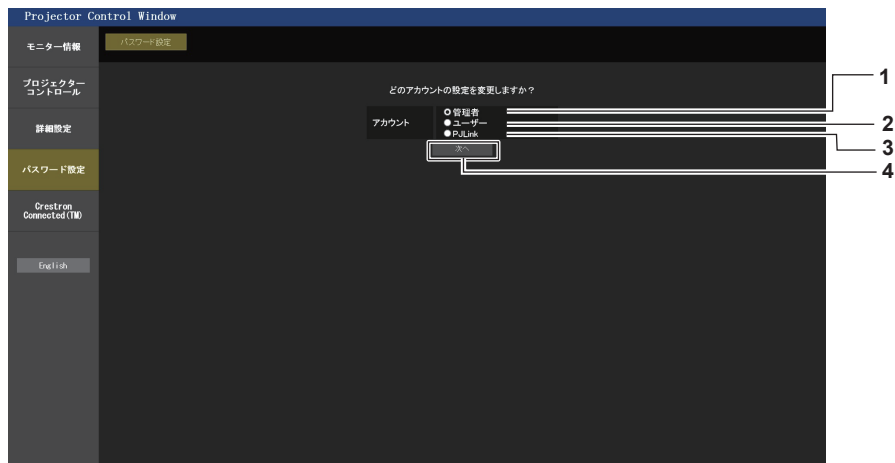 Projector Control Window
モニター情報
パスワード設定
プロジェクター
コントロール
どのアカウントの設定を変更しますか？
アカウント
管理者
ユーザー
PJLink
次へ
詳細設定
パスワード設定
Crestron
Connected(TM)
English
1
2
3
4